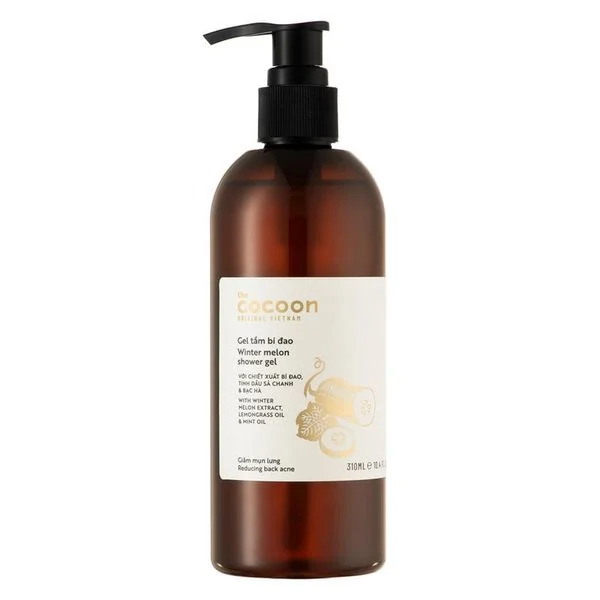 the
cocoon
ORIGINAL VIETNAM
Gel tắm bí đao
Winter melon
shower gel
VỚI CHIẾT XUẤT BÍ ĐAO,
TINH DẦU SẢ CHANH
& BẠC HÀ
WITH WINTER
MELON EXTRACT,
LEMONGRASS OIL
& MINT OIL
Giảm mụn lưng
Reducing back acne
310ML ℮ 10.4